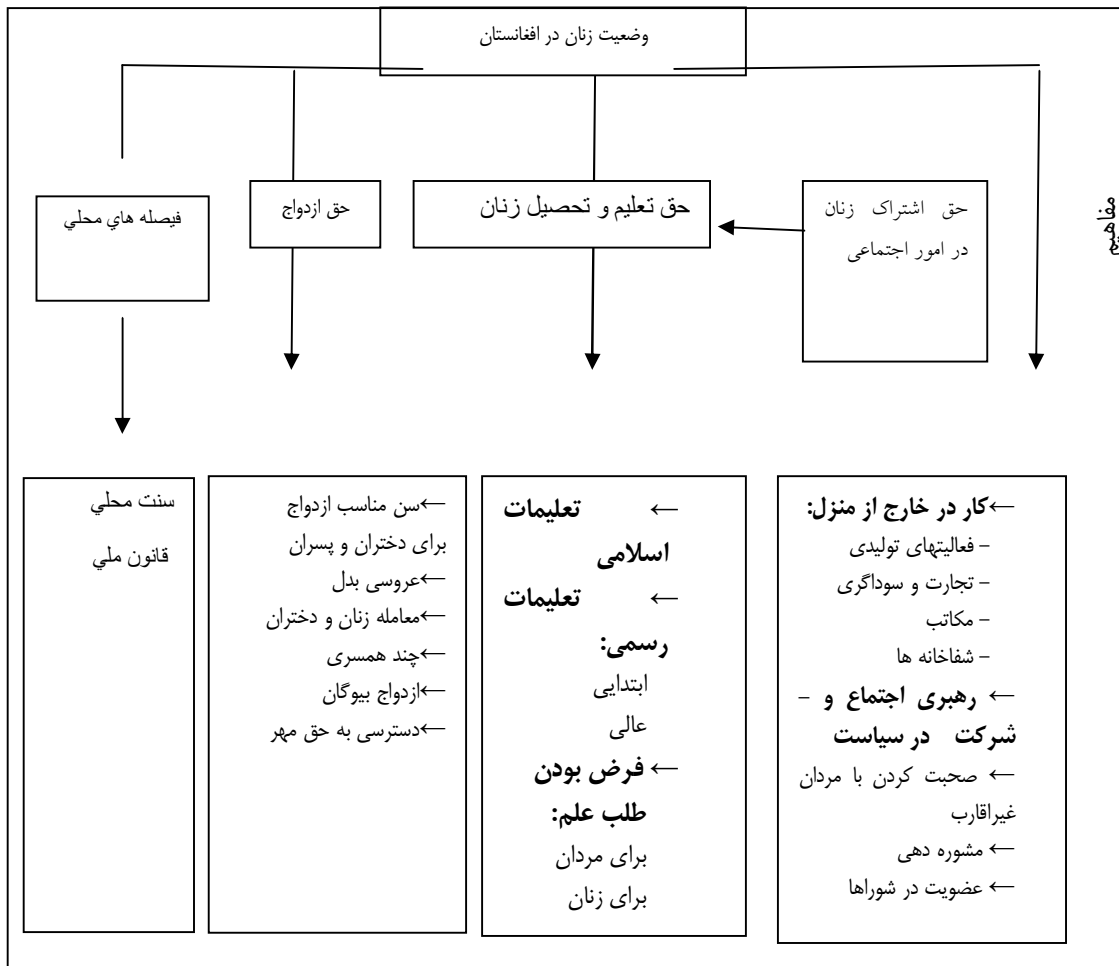 وضعیت زنان در افغانستان
مفاهیم
حق اشتراک زنان
در امور اجتماعی
حق تعلیم و تحصیل زنان
حق ازدواج
فیصله هاي محلي
←کار در خارج از منزل:
- فعالیتهای تولیدی
- تجارت و سوداگری
- مکاتب
- شفاخانه ها
← رهبری اجتماع و -
شرکت در سیاست
← صحبت کردن با مردان
غیراقارب
← مشوره دهی
← عضویت در شوراها
← تعلیمات
اسلامی
← تعلیمات
رسمی:
ابتدایی
عالی
← فرض بودن
طلب علم:
برای مردان
برای زنان
←سن مناسب ازدواج
برای دختران و پسران
←عروسی بدل
←معامله زنان و دختران
←چند همسری
←ازدواج بیوگان
←دسترسی به حق مهر
سنت محلي
قانون ملي